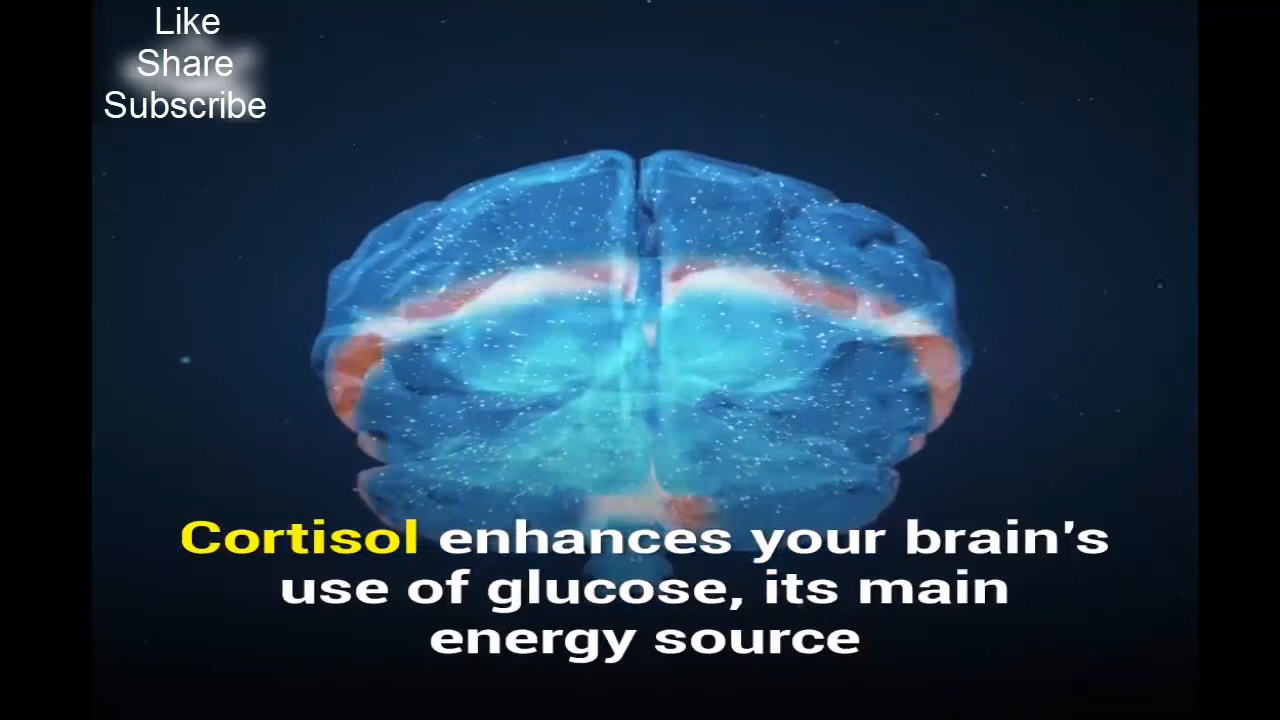 Like
Share
Subscribe
Cortisol enhances your brain's
use of glucose, its main
energy source